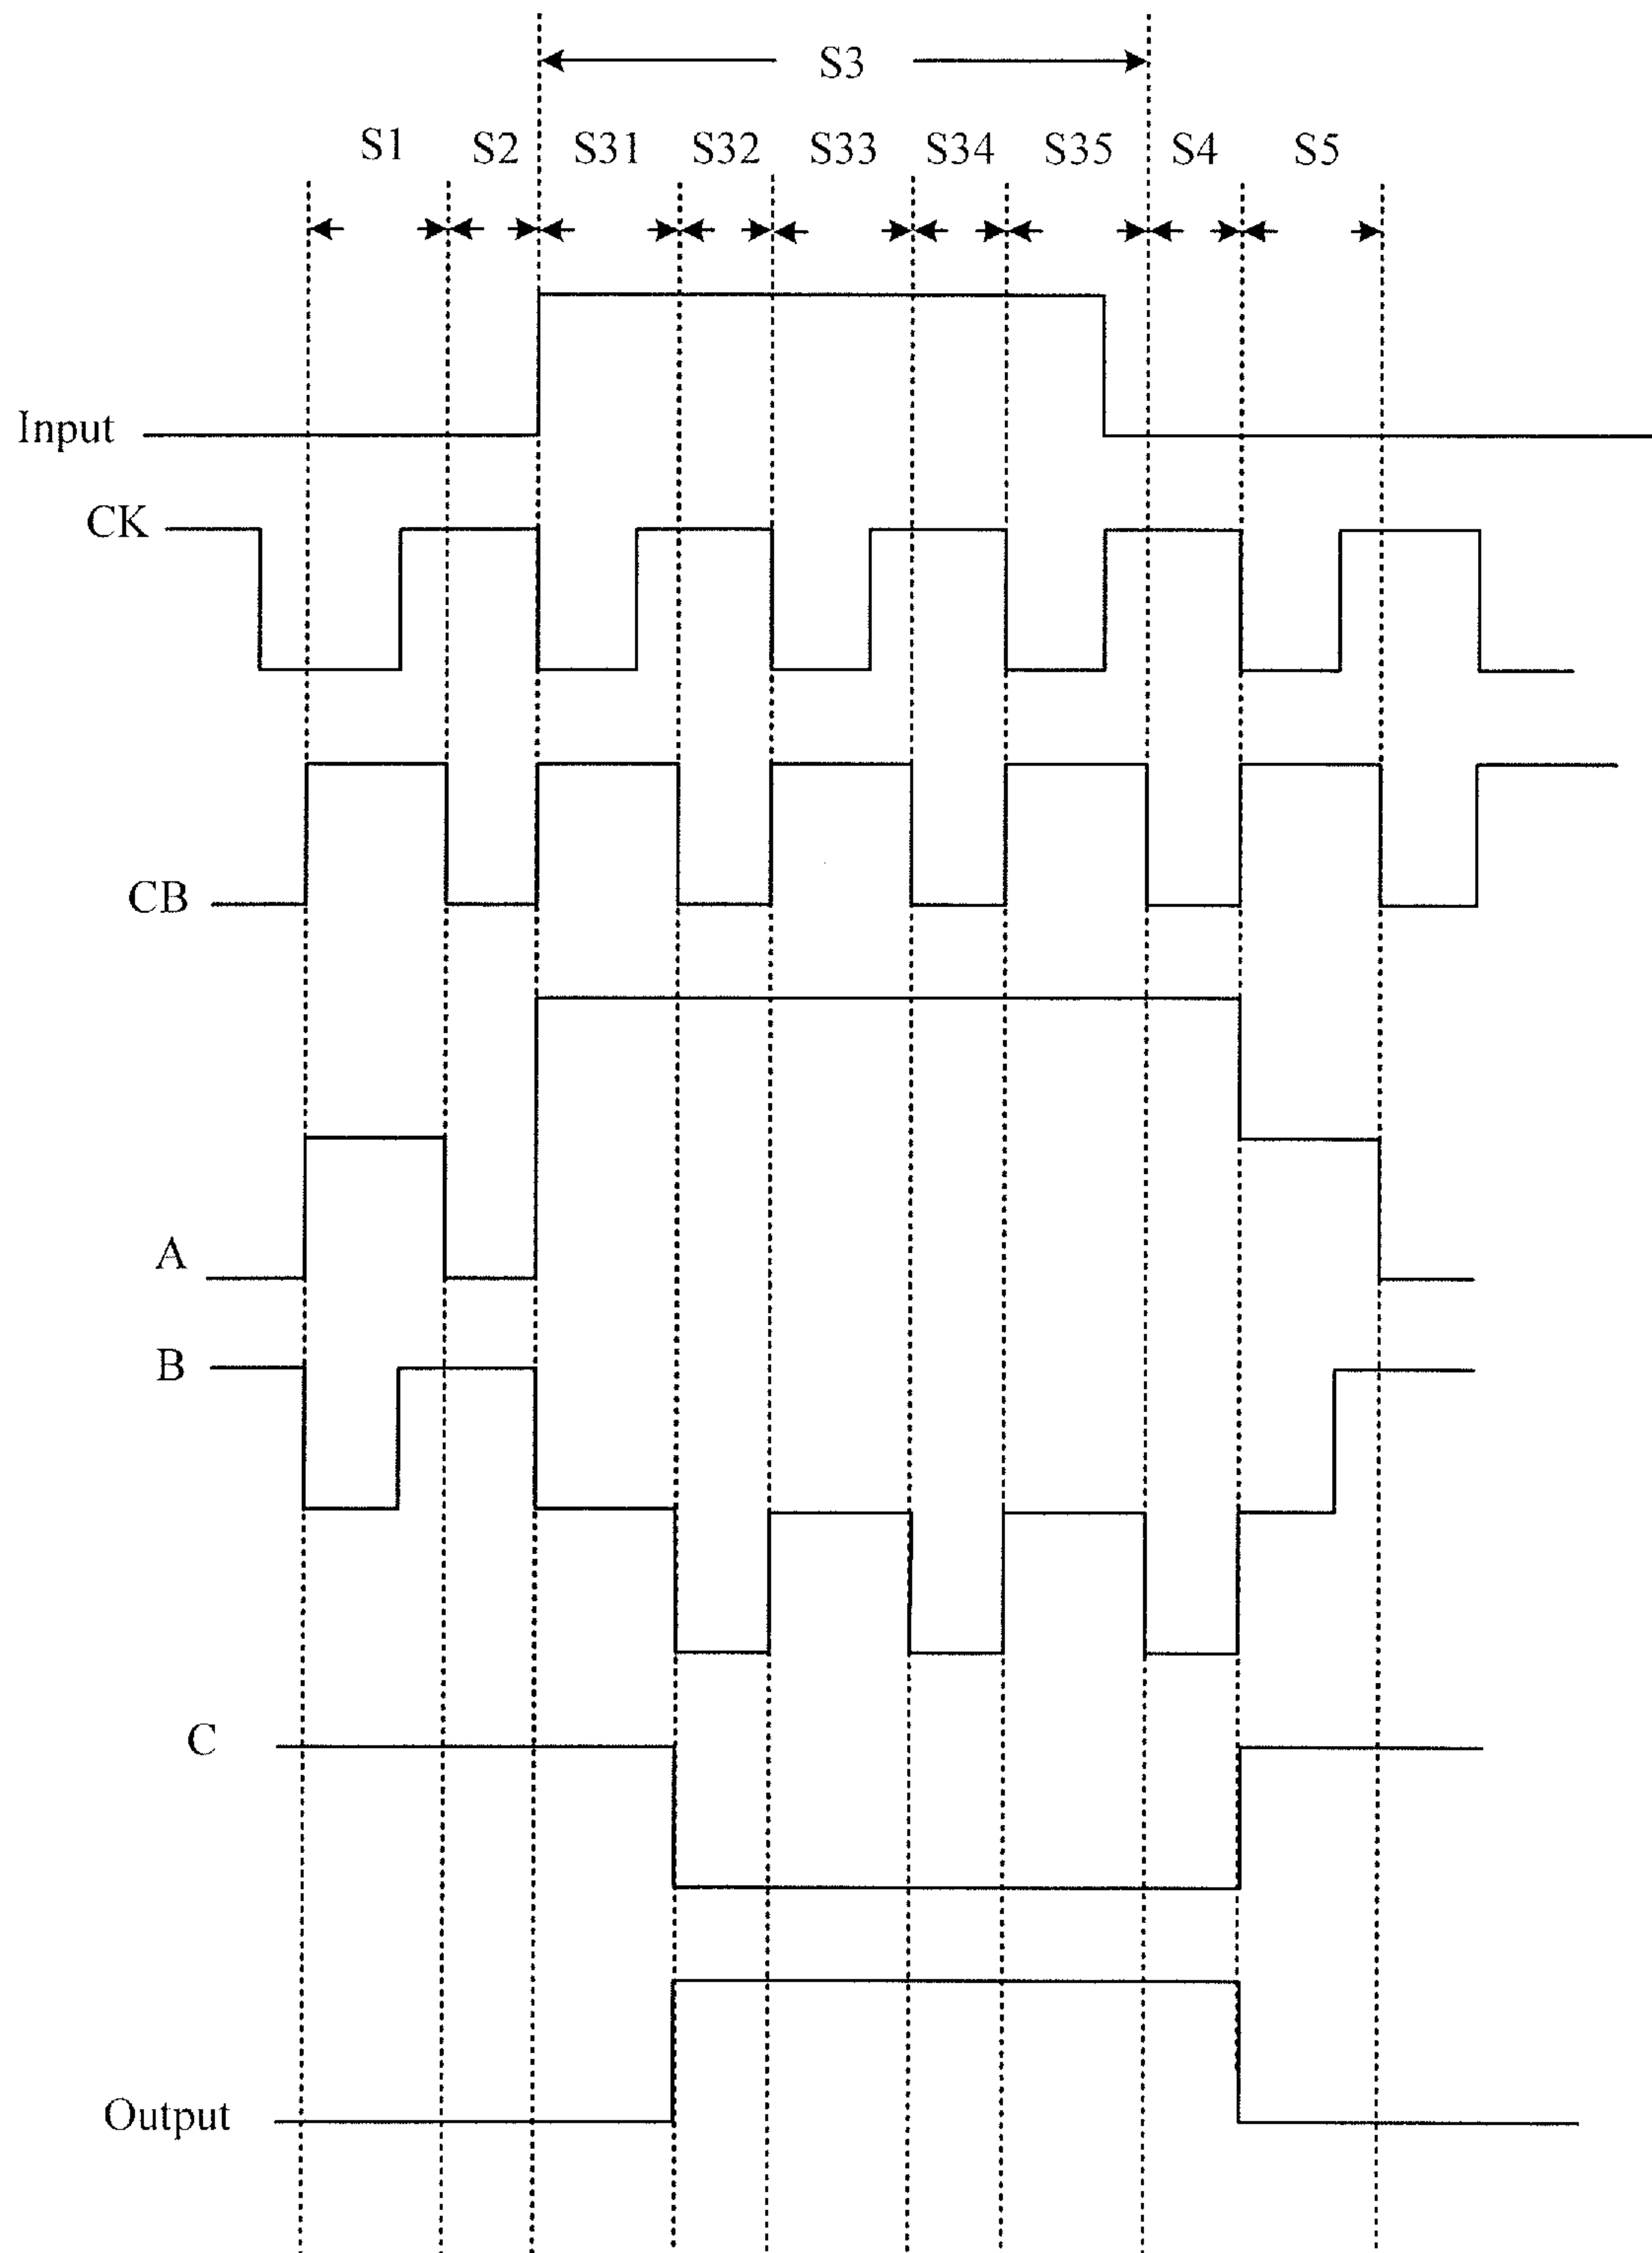 S3
S1 S2 S31 S32 S33 S34 S35 S4 S5
Input
CK
CB
A
B
C
Output